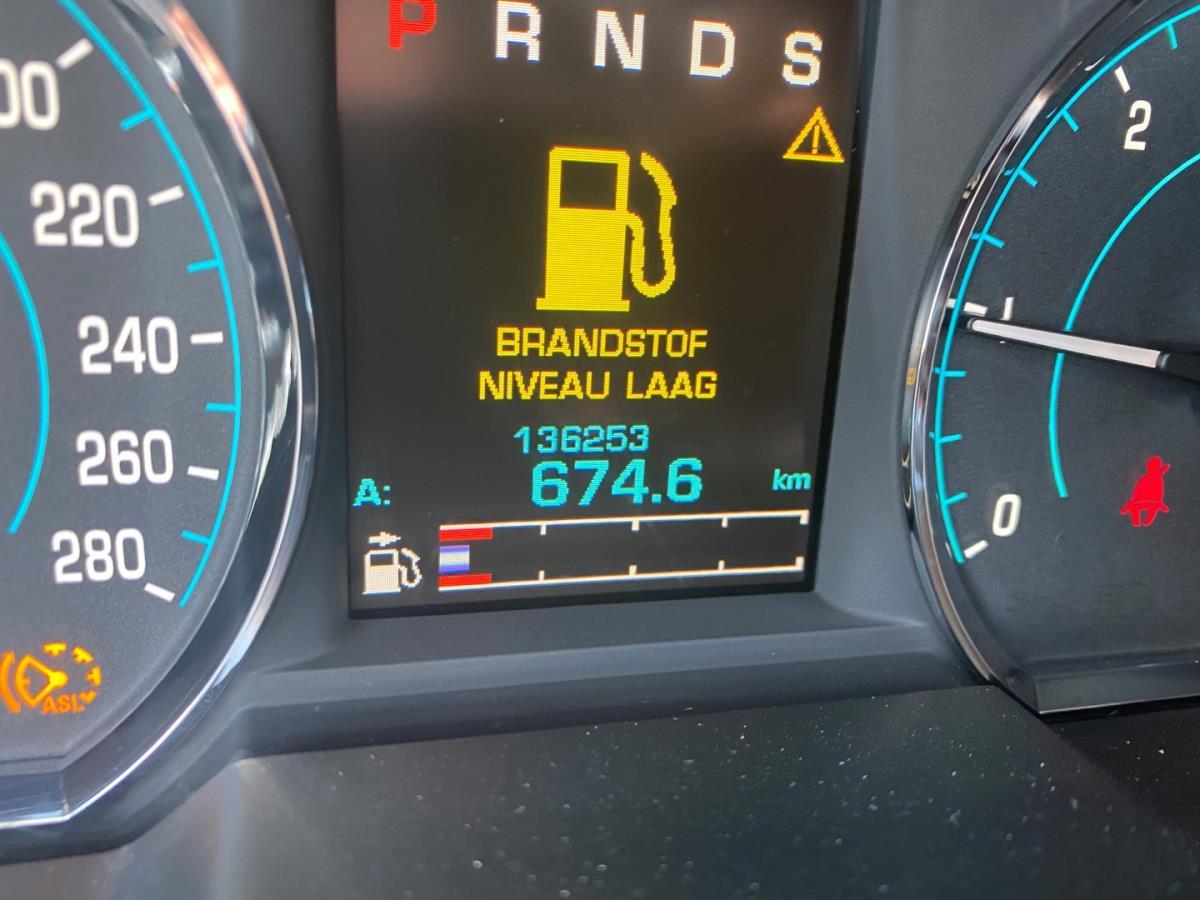 P R N D S
220
240
260
280
ASL
BRANDSTOF
NIVEAU LAAG
136253
A: 674.6 km
2
1
0